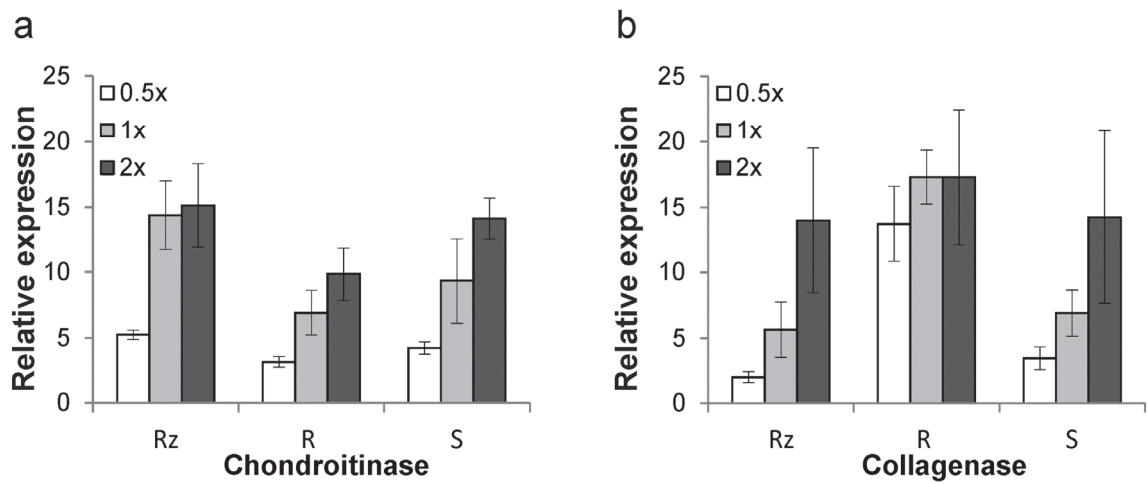 a
Relative expression
25
20
15
10
5
0
0.5x
1x
2x
Rz R S
Chondroitinase
b
Relative expression
25
20
15
10
5
0
0.5x
1x
2x
Rz R S
Collagenase